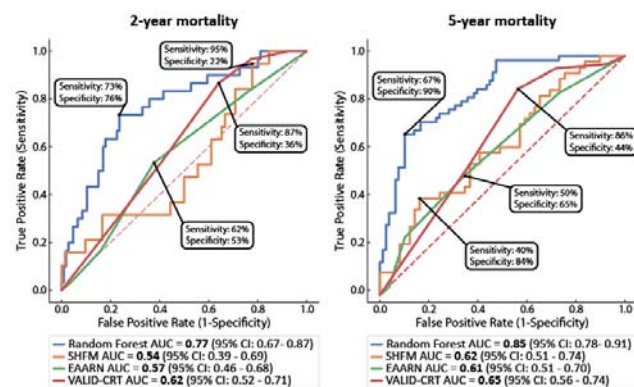 2-year mortality
5-year mortality
True Positive Rate (Sensitivity)
1.0
0.8
0.6
0.4
0.2
0.0
0.0 0.2 0.4 0.6 0.8 1.0
False Positive Rate (1-Specificity)
Sensitivity: 73%
Specificity: 76%
Sensitivity: 95%
Specificity: 22%
Sensitivity: 87%
Specificity: 36%
Sensitivity: 62%
Specificity: 53%
Random Forest AUC = 0.77 (95% CI: 0.67 - 0.87)
SHFM AUC = 0.54 (95% CI: 0.39 - 0.69)
EAARN AUC = 0.57 (95% CI: 0.46 - 0.68)
VALID-CRT AUC = 0.62 (95% CI: 0.52 - 0.71)
True Positive Rate (Sensitivity)
1.0
0.8
0.6
0.4
0.2
0.0
0.0 0.2 0.4 0.6 0.8 1.0
False Positive Rate (1-Specificity)
Sensitivity: 67%
Specificity: 90%
Sensitivity: 86%
Specificity: 44%
Sensitivity: 50%
Specificity: 65%
Sensitivity: 40%
Specificity: 84%
Random Forest AUC = 0.85 (95% CI: 0.78- 0.91)
SHFM AUC = 0.62 (95% CI: 0.51 - 0.74)
EAARN AUC = 0.61 (95% CI: 0.51 - 0.70)
VALID-CRT AUC = 0.65 (95% CI: 0.56 - 0.74)